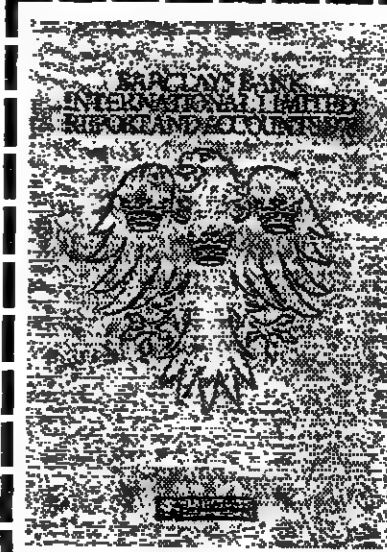 BARCLAYS BANK
INTERNATIONAL LIMITED
REPORT AND ACCOUNTS